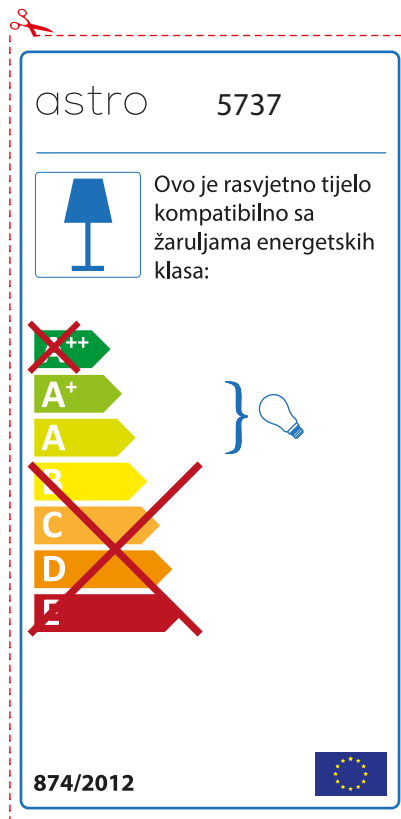 astro 5737
Ovo je rasvjetno tijelo
kompatibilno sa
žaruljama energetskih
klasa:
A++
A+
A
B
C
D
E
874/2012